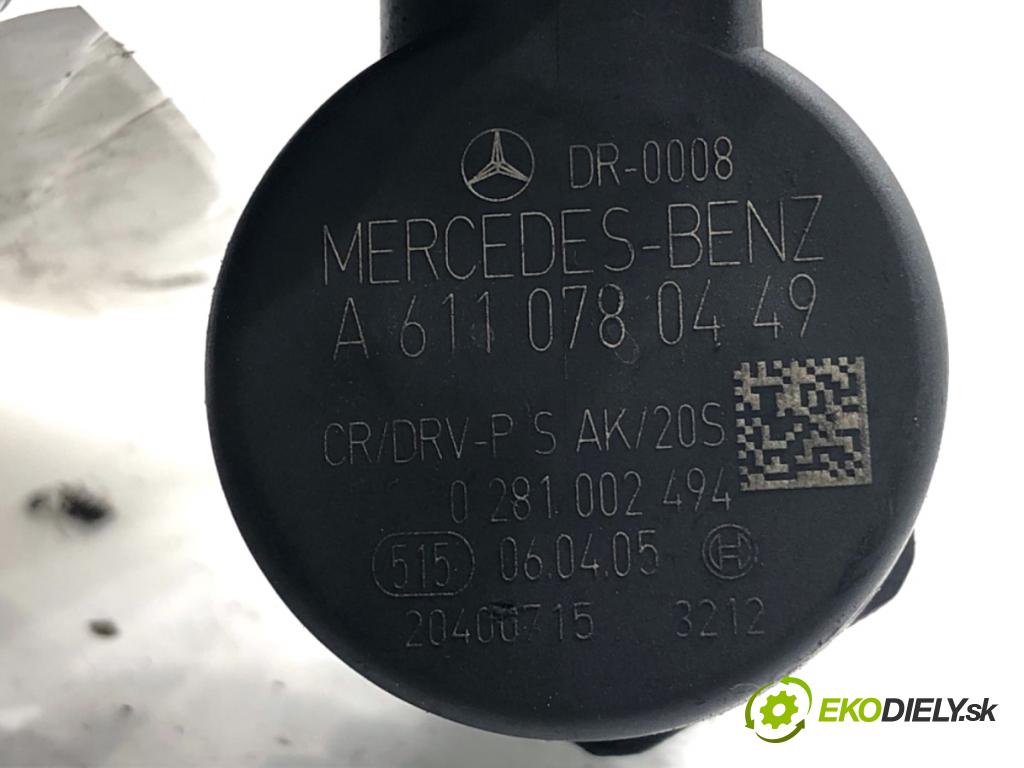 DR-0008
MERCEDES-BENZ
A 611 078 04 49
CR/DRV-P S AK/20S
0 281 002 494
515 06.04.05
20400715 3212
EKODIELY.sk